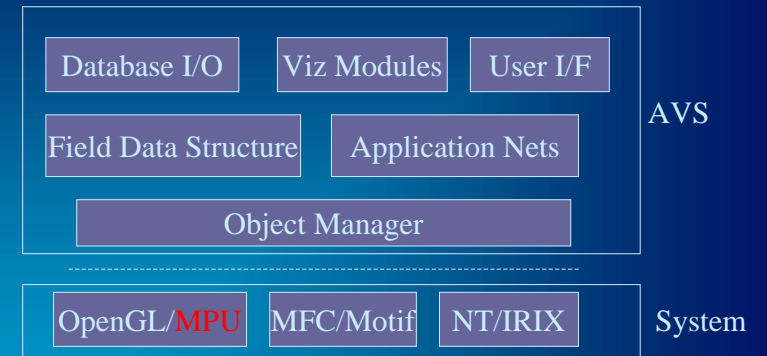 Database I/O Viz Modules User I/F
AVS
Field Data Structure Application Nets
Object Manager
OpenGL/MPU MFC/Motif NT/IRIX System